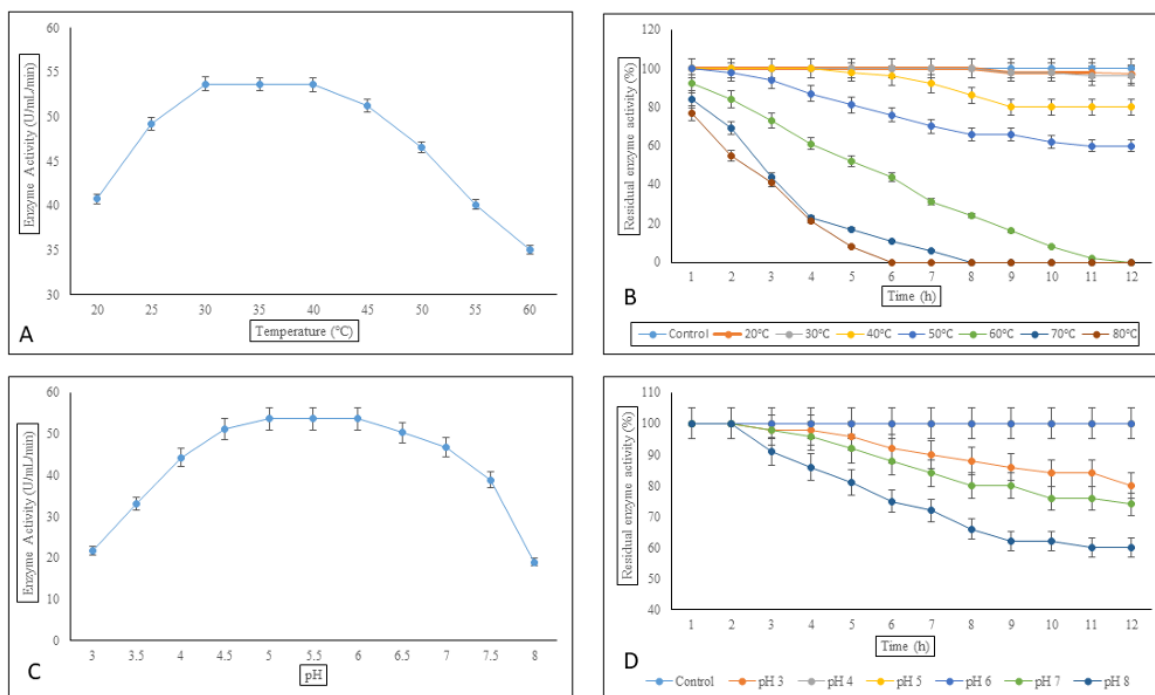 60
55
50
45
40
35
30
Enzyme Activity (U/mL/min)
20 25 30 35 40 45 50 55 60
Temperature (°C)
A
120
100
80
60
40
20
0
Residual enzyme activity (%)
1 2 3 4 5 6 7 8 9 10 11 12
Time (h)
B
Control 20°C 30°C 40°C 50°C 60°C 70°C 80°C
60
50
40
30
20
10
0
Enzyme Activity (U/mL/min)
3 3.5 4 4.5 5 5.5 6 6.5 7 7.5 8
pH
C
110
100
90
80
70
60
50
40
Residual enzyme activity (%)
1 2 3 4 5 6 7 8 9 10 11 12
Time (h)
D
Control pH 3 pH 4 pH 5 pH 6 pH 7 pH 8